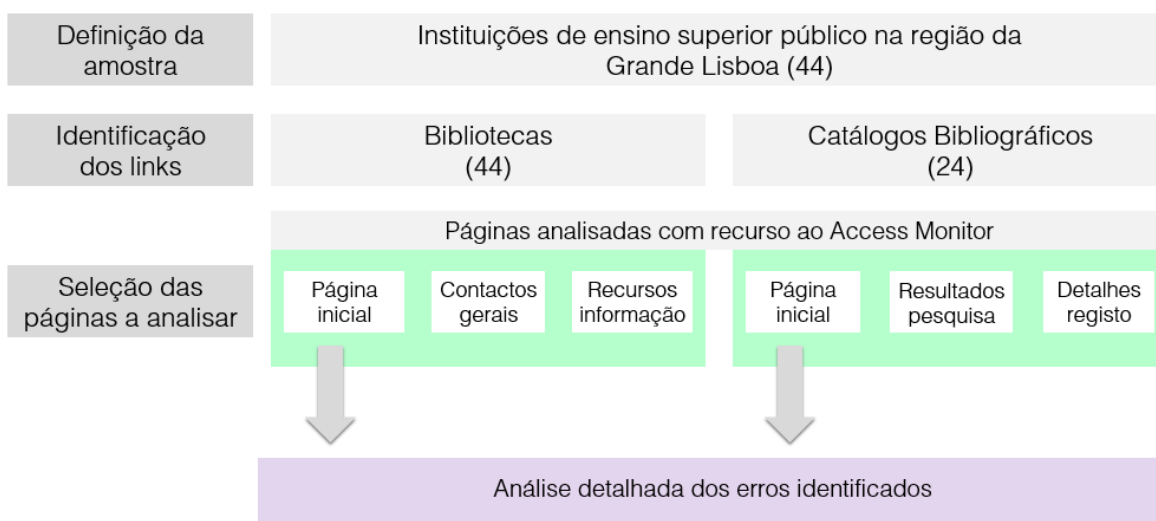 Definição da
amostra
Instituições de ensino superior público na região da
Grande Lisboa (44)
Identificação
dos links
Bibliotecas
(44)
Catálogos Bibliográficos
(24)
Páginas analisadas com recurso ao Access Monitor
Seleção das
páginas a analisar
Página
inicial
Contactos
gerais
Recursos
informação
Página
inicial
Resultados
pesquisa
Detalhes
registo
Análise detalhada dos erros identificados